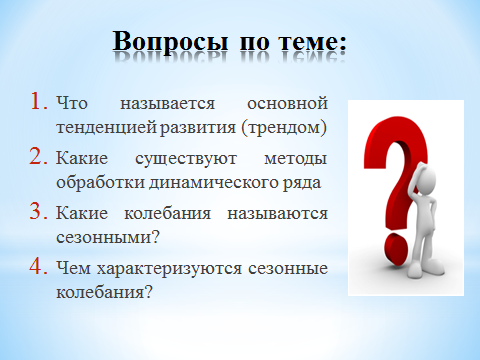 Вопросы по теме:
1. Что называется основной
тенденцией развития (трендом)
2. Какие существуют методы
обработки динамического ряда
3. Какие колебания называются
сезонными?
4. Чем характеризуются сезонные
колебания?